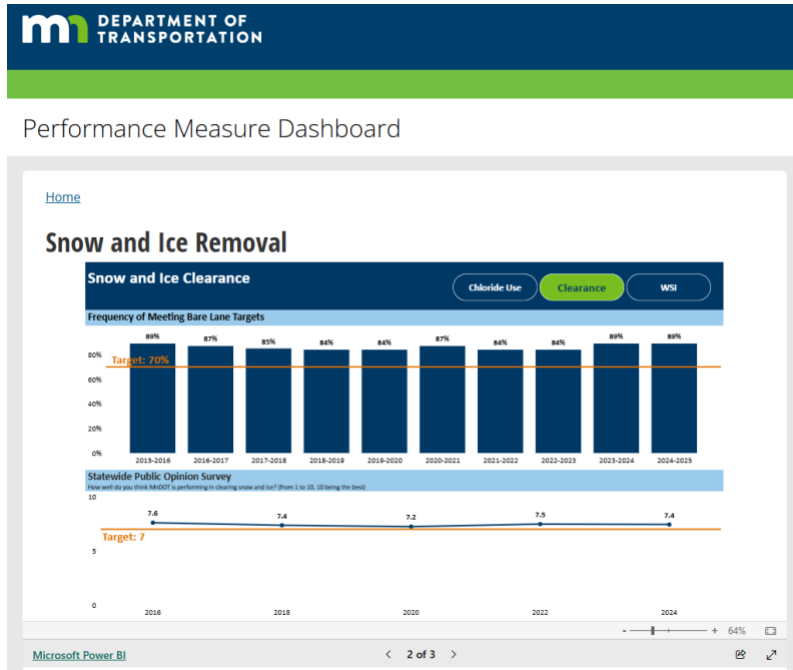 DEPARTMENT OF
TRANSPORTATION
Performance Measure Dashboard
Home
Snow and Ice Removal
Snow and Ice Clearance
Chloride Use
Clearance
WSI
Frequency of Meeting Bare Lane Targets
89% 87% 85% 84% 84% 87% 84% 84% 89% 89%
80%
Target: 70%
60%
40%
20%
0%
2015-2016 2016-2017 2017-2018 2018-2019 2019-2020 2020-2021 2021-2022 2022-2023 2023-2024 2024-2025
Statewide Public Opinion Survey
How well do you think MnDOT is performing in clearing snow and ice? (from 1 to 10, 10 being the best)
10
7.6 7.4 7.2 7.5 7.4
Target: 7
5
0
2016 2018 2020 2022 2024
- + 64%
Microsoft Power BI
< 2 of 3 >